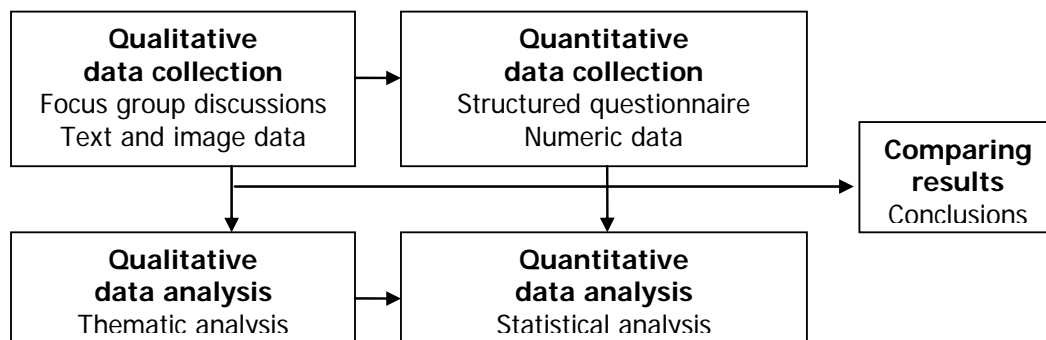 Qualitative
data collection
Focus group discussions
Text and image data
Quantitative
data collection
Structured questionnaire
Numeric data
Comparing
results
Conclusions
Qualitative
data analysis
Thematic analysis
Quantitative
data analysis
Statistical analysis